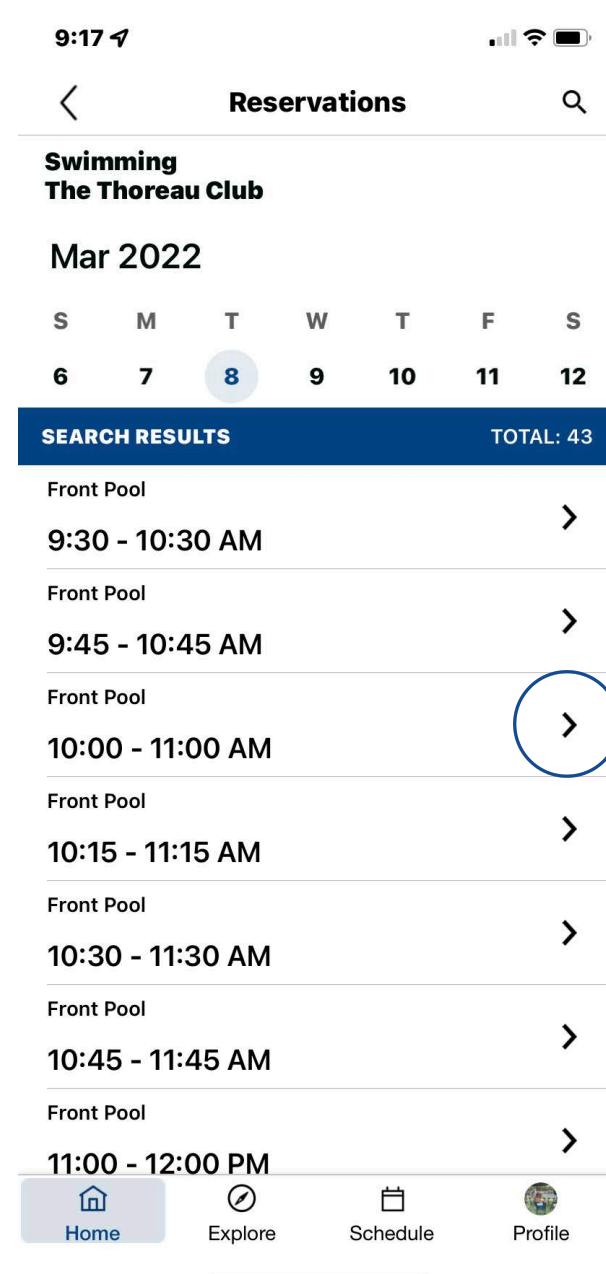 9:17
Reservations
Swimming
The Thoreau Club
Mar 2022
S M T W T F S
6 7 8 9 10 11 12
SEARCH RESULTS TOTAL: 43
Front Pool
9:30 - 10:30 AM
Front Pool
9:45 - 10:45 AM
Front Pool
10:00 - 11:00 AM
Front Pool
10:15 - 11:15 AM
Front Pool
10:30 - 11:30 AM
Front Pool
10:45 - 11:45 AM
Front Pool
11:00 - 12:00 PM
Home Explore Schedule Profile